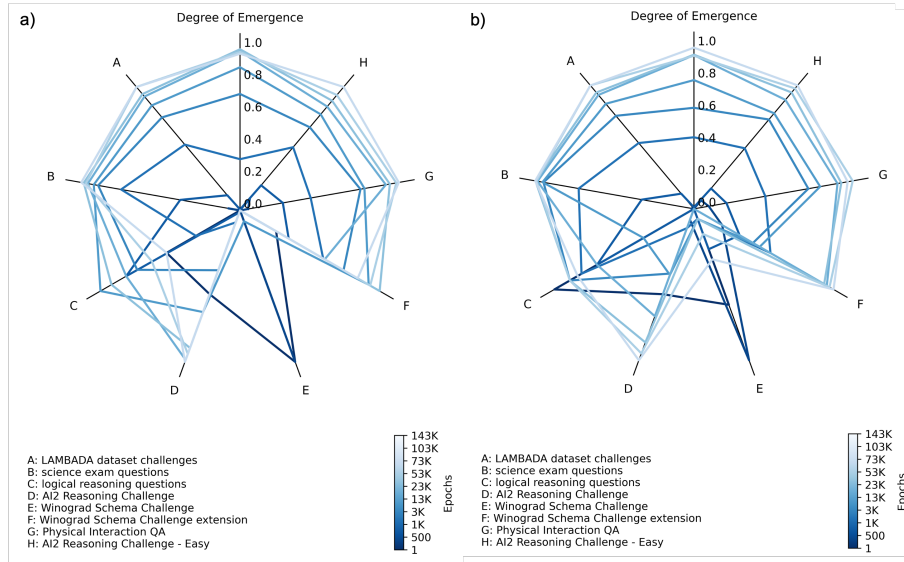 a)
Degree of Emergence
1.0
0.8
0.6
0.4
0.2
0.0
A
B
C
D
E
F
G
H
A: LAMBADA dataset challenges
B: science exam questions
C: logical reasoning questions
D: AI2 Reasoning Challenge
E: Winograd Schema Challenge
F: Winograd Schema Challenge extension
G: Physical Interaction QA
H: AI2 Reasoning Challenge - Easy
143K
103K
73K
53K
23K
13K
3K
1K
500
1
Epochs
b)
Degree of Emergence
1.0
0.8
0.6
0.4
0.2
0.0
A
B
C
D
E
F
G
H
A: LAMBADA dataset challenges
B: science exam questions
C: logical reasoning questions
D: AI2 Reasoning Challenge
E: Winograd Schema Challenge
F: Winograd Schema Challenge extension
G: Physical Interaction QA
H: AI2 Reasoning Challenge - Easy
143K
103K
73K
53K
23K
13K
3K
1K
500
1
Epochs